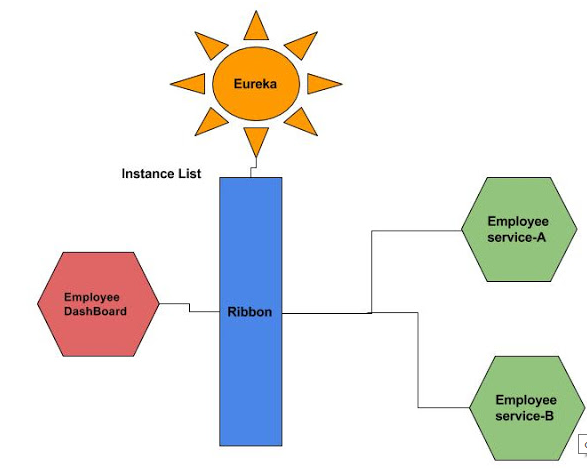 Eureka
Instance List
Employee
service-A
Employee
DashBoard
Ribbon
Employee
service-B